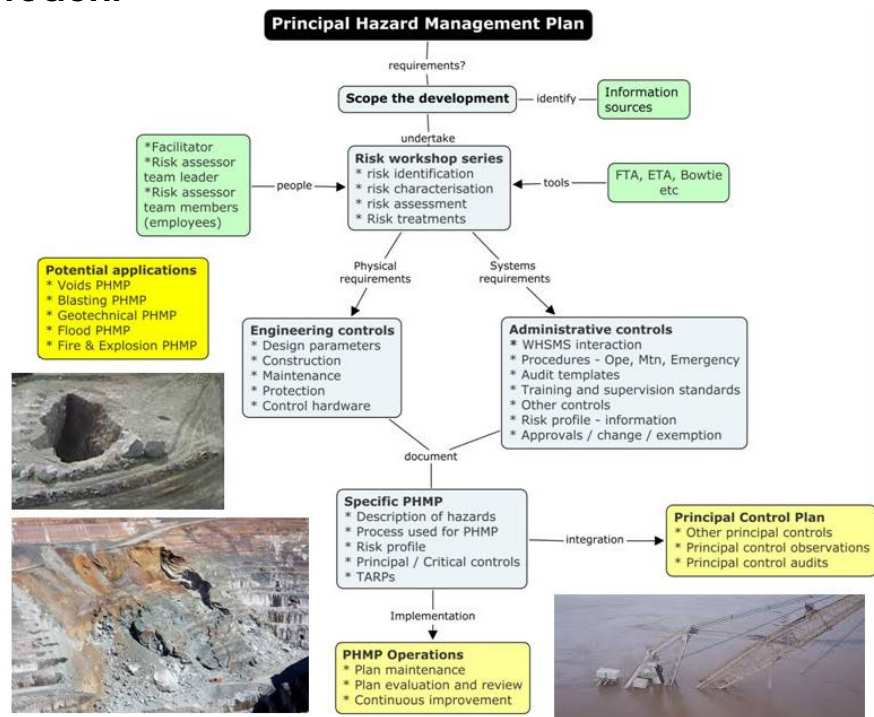 Principal Hazard Management Plan
requirements?
Scope the development
identify
Information
sources
undertake
*Facilitator
*Risk assessor
team leader
*Risk assessor
team members
(employees)
people
Risk workshop series
* risk identification
* risk characterisation
* risk assessment
* Risk treatments
tools
FTA, ETA, Bowtie
etc
Potential applications
* Voids PHMP
* Blasting PHMP
* Geotechnical PHMP
* Flood PHMP
* Fire & Explosion PHMP
Physical
requirements
Systems
requirements
Engineering controls
* Design parameters
* Construction
* Maintenance
* Protection
* Control hardware
Administrative controls
* WHSMS interaction
* Procedures - Ope, Mtn, Emergency
* Audit templates
* Training and supervision standards
* Other controls
* Risk profile - information
* Approvals / change / exemption
document
Specific PHMP
* Description of hazards
* Process used for PHMP
* Risk profile
* Principal / Critical controls
* TARPs
integration
Principal Control Plan
* Other principal controls
* Principal control observations
* Principal control audits
Implementation
PHMP Operations
* Plan maintenance
* Plan evaluation and review
* Continuous improvement